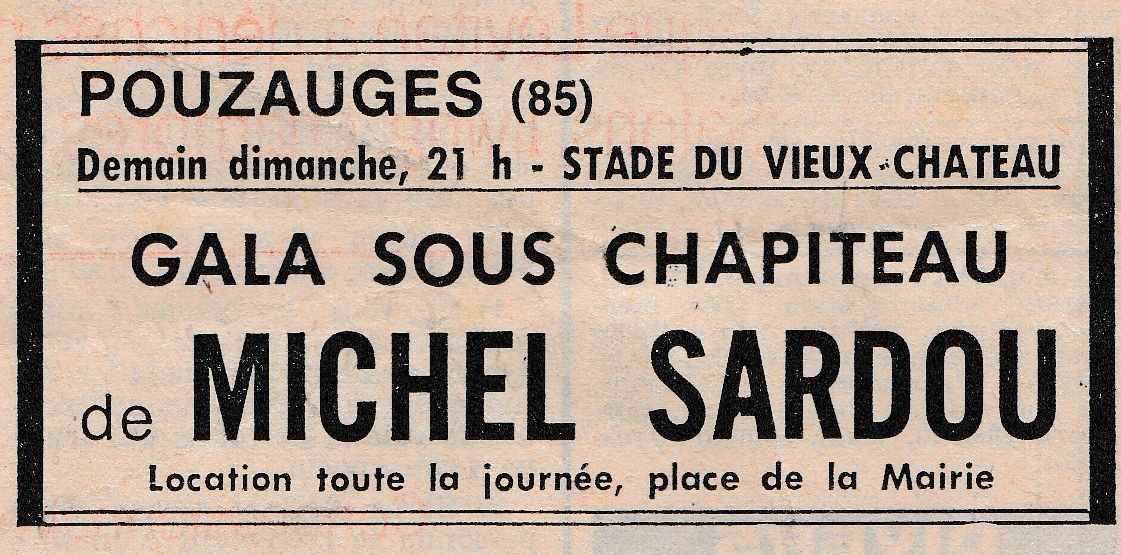 POUZAUGES (85)
Demain dimanche, 21 h - STADE DU VIEUX-CHATEAU
GALA SOUS CHAPITEAU
de MICHEL SARDOU
Location toute la journée, place de la Mairie